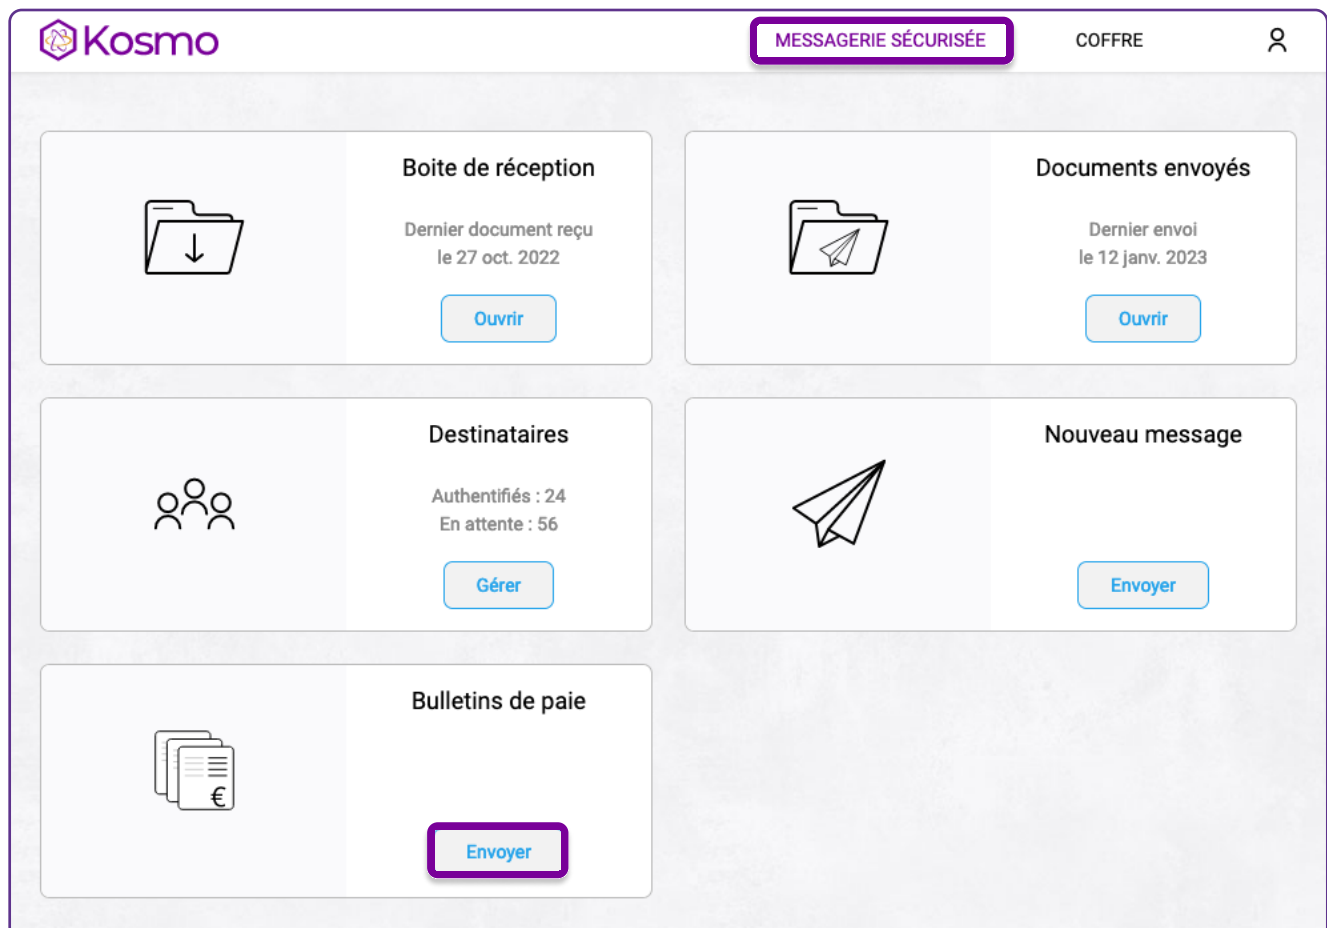 Kosmo
MESSAGERIE SÉCURISÉE
COFFRE
Boite de réception
Dernier document reçu
le 27 oct. 2022
Ouvrir
Documents envoyés
Dernier envoi
le 12 janv. 2023
Ouvrir
Destinataires
Authentifiés : 24
En attente : 56
Gérer
Nouveau message
Envoyer
Bulletins de paie
€
Envoyer